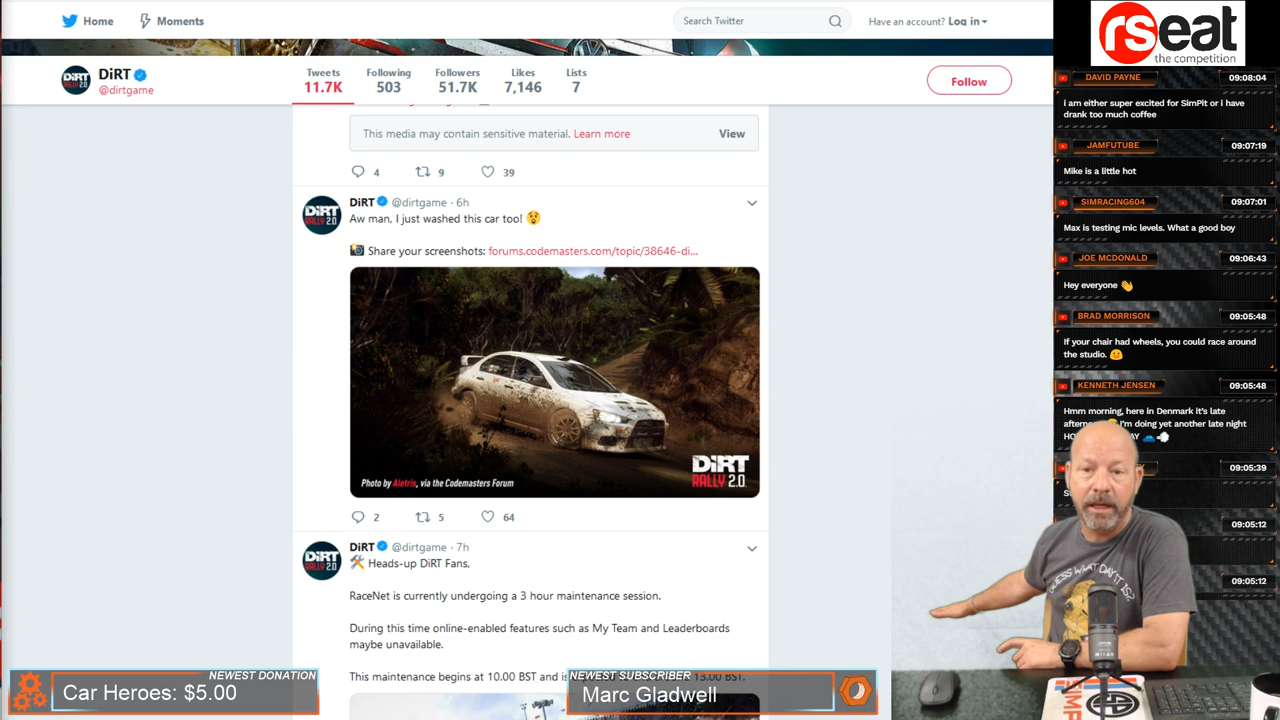 Home
Moments
Search Twitter
Have an account? Log in
DiRT
@dirtgame
Tweets
11.7K
Following
503
Followers
51.7K
Likes
7,146
Lists
7
Follow
This media may contain sensitive material. Learn more
View
4
9
39
DiRT @dirtgame · 6h
Aw man, I just washed this car too! 😲
📸 Share your screenshots: forums.codemasters.com/topic/38646-di...
Photo by Aletris, via the Codemasters Forum
DiRT
RALLY 2.0
2
5
64
DiRT @dirtgame · 7h
🛠 Heads-up DiRT Fans,
RaceNet is currently undergoing a 3 hour maintenance session.
During this time online-enabled features such as My Team and Leaderboards
maybe unavailable.
This maintenance begins at 10.00 BST and is
13.00 BST.
NEWEST DONATION
Car Heroes: $5.00
NEWEST SUBSCRIBER
Marc Gladwell
rseat
the competition
DAVID PAYNE
09:08:04
i am either super excited for SimPit or i have
drank too much coffee
JAMFUTUBE
09:07:19
Mike is a little hot
SIMRACING604
09:07:01
Max is testing mic levels. What a good boy
JOE MCDONALD
09:06:43
Hey everyone 👋
BRAD MORRISON
09:05:48
If your chair had wheels, you could race around
the studio. 🙂
KENNETH JENSEN
09:05:48
Hmm morning, here in Denmark it's late
I'm doing yet another late night
09:05:39
09:05:12
09:05:12
GUESS WHAT DAY IT IS?